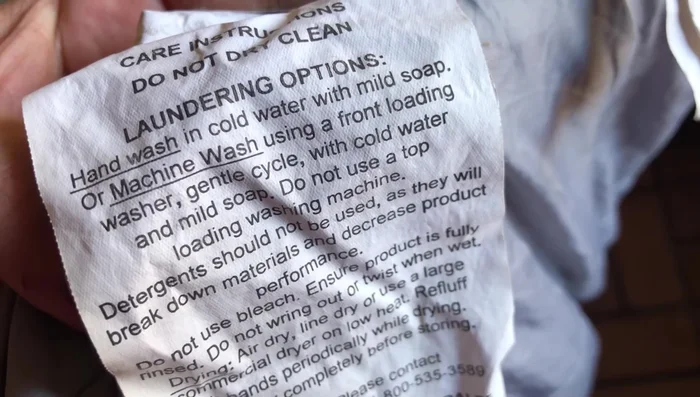 CARE INSTRUCTIONS
DO NOT DRY CLEAN
LAUNDERING OPTIONS:
Hand wash in cold water with mild soap.
Or Machine Wash using a front loading
washer, gentle cycle, with cold water
and mild soap. Do not use a top
loading washing machine.
Detergents should not be used, as they will
break down materials and decrease product
performance.
Do not use bleach. Ensure product is fully
rinsed. Do not wring out or twist when wet.
Drying: Air dry, line dry or use a large
commercial dryer on low heat. Refluff
hands periodically while drying.
completely before storing.
please contact
800-535-3589